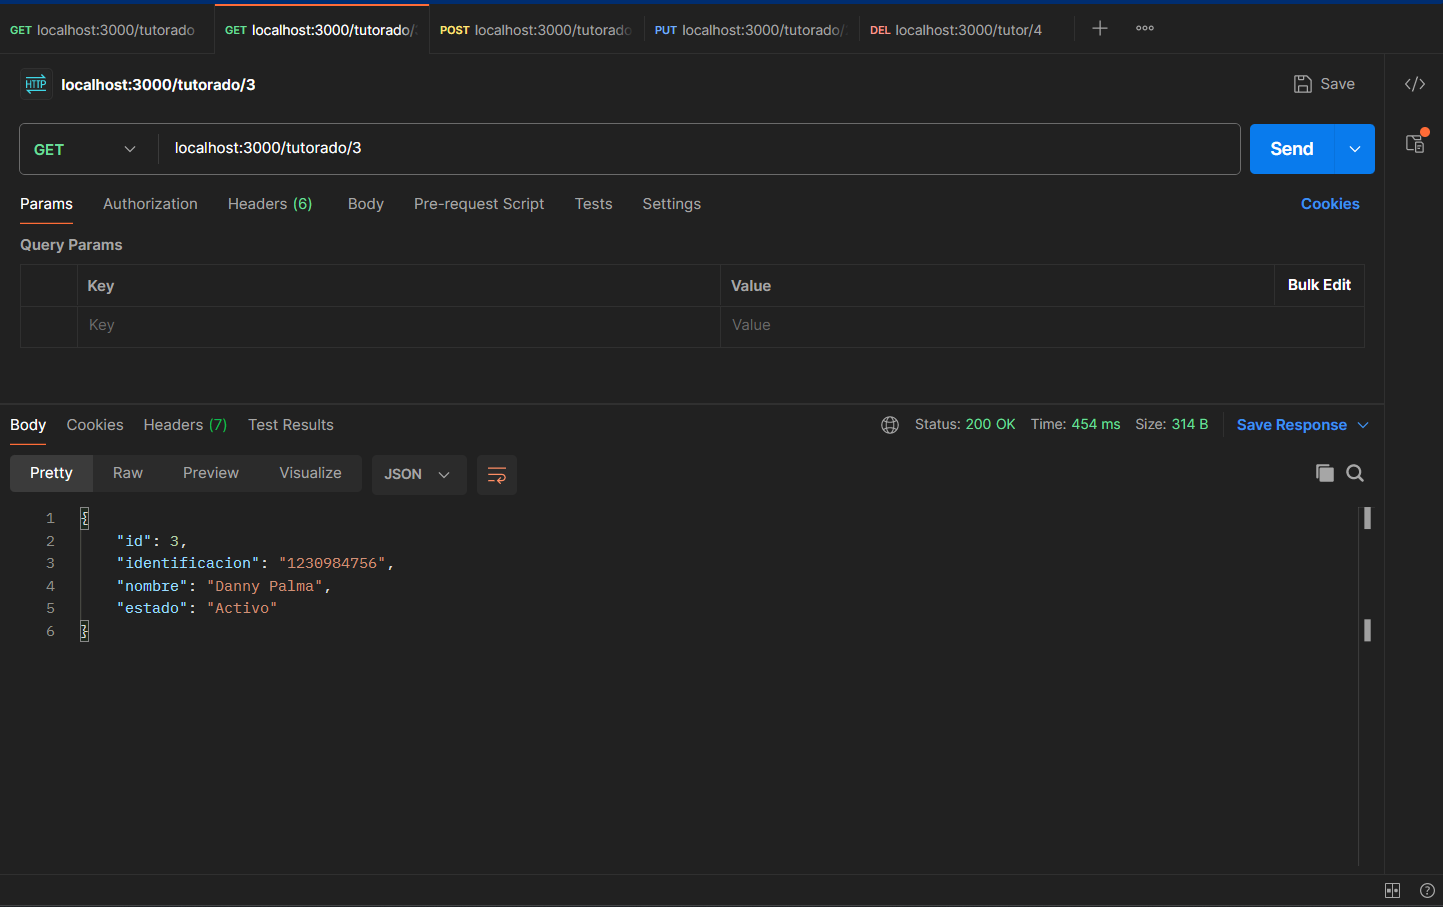 GET localhost:3000/tutorado
GET localhost:3000/tutorado/
POST localhost:3000/tutorado
PUT localhost:3000/tutorado/
DEL localhost:3000/tutor/4
HTTP localhost:3000/tutorado/3
Save
GET localhost:3000/tutorado/3
Send
Params Authorization Headers (6) Body Pre-request Script Tests Settings Cookies
Query Params
Key Value Bulk Edit
Key Value
Body Cookies Headers (7) Test Results Status: 200 OK Time: 454 ms Size: 314 B Save Response
Pretty Raw Preview Visualize JSON
1 {
2 "id": 3,
3 "identificacion": "1230984756",
4 "nombre": "Danny Palma",
5 "estado": "Activo"
6 }